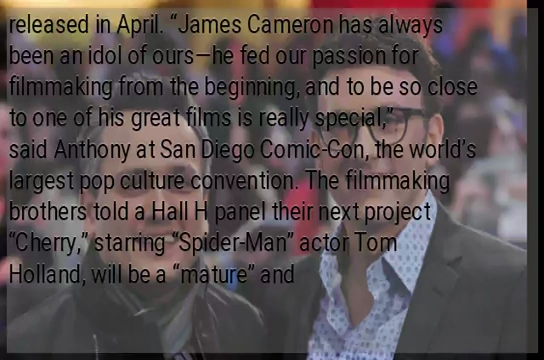 released in April. “James Cameron has always
been an idol of ours—he fed our passion for
filmmaking from the beginning, and to be so close
to one of his great films is really special,”
said Anthony at San Diego Comic-Con, the world’s
largest pop culture convention. The filmmaking
brothers told a Hall H panel their next project
“Cherry,” starring “Spider-Man” actor Tom
Holland, will be a “mature” and